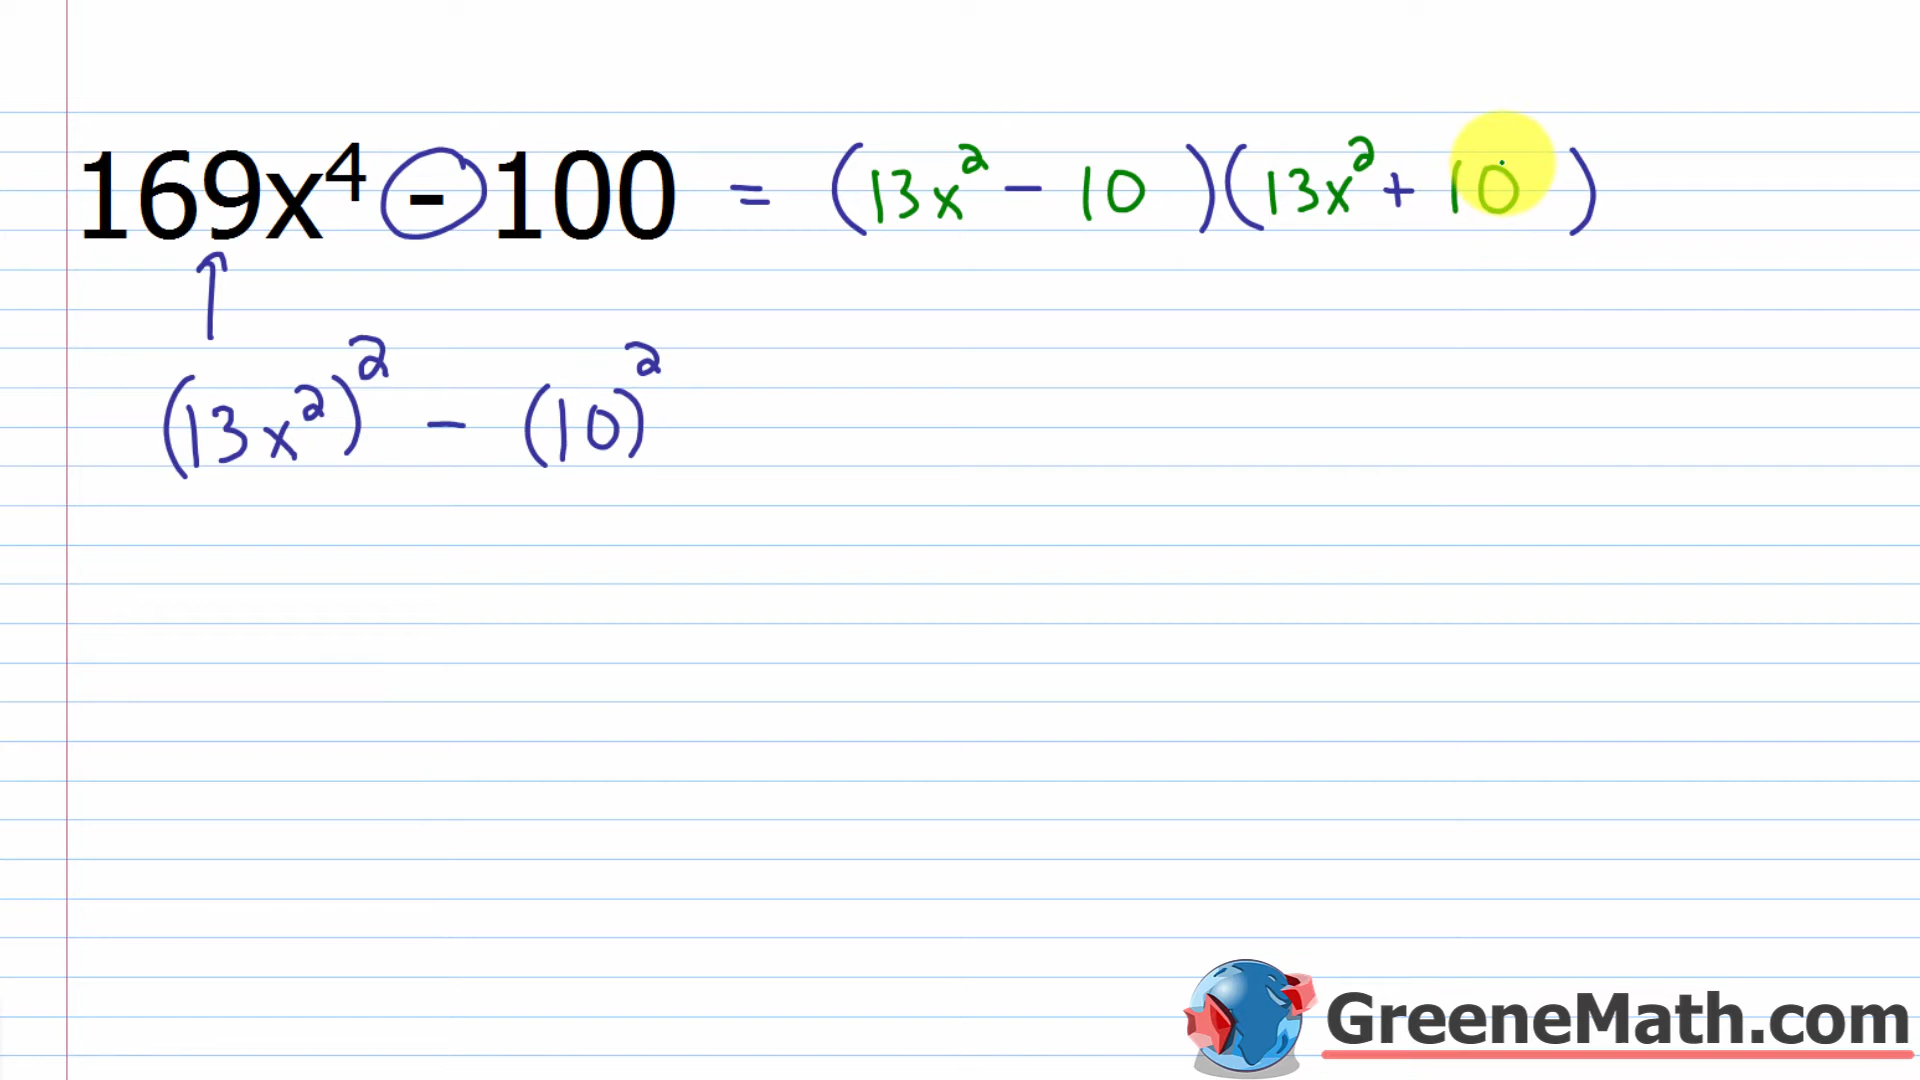 169x⁴ - 100 = (13x² - 10)(13x² + 10)
(13x²)² - (10)²
GreeneMath.com